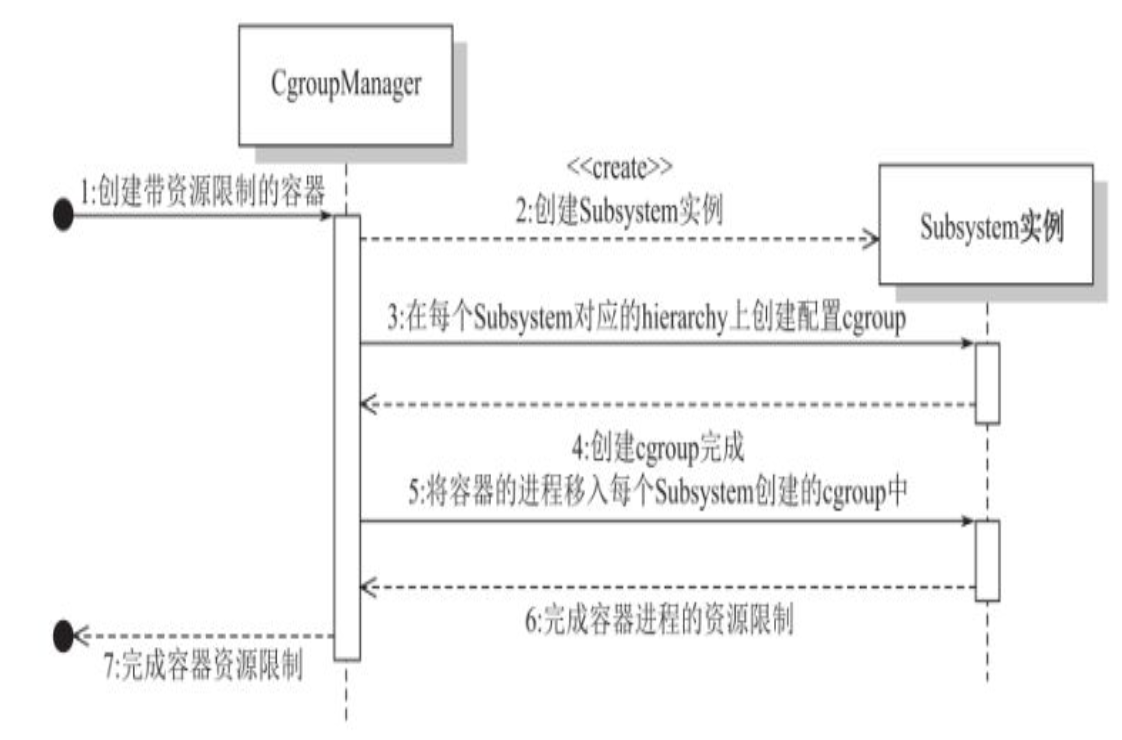 CgroupManager
<<create>>
1:创建带资源限制的容器
2:创建Subsystem实例
Subsystem实例
3:在每个Subsystem对应的hierarchy上创建配置cgroup
4:创建cgroup完成
5:将容器的进程移入每个Subsystem创建的cgroup中
6:完成容器进程的资源限制
7:完成容器资源限制